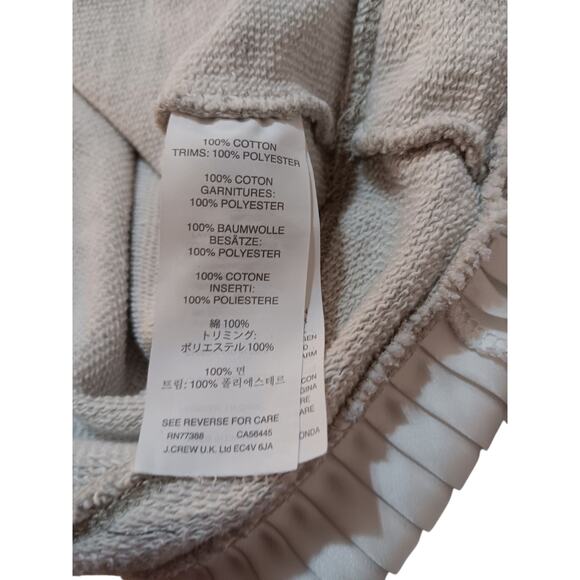 100% COTTON
TRIMS: 100% POLYESTER
100% COTON
GARNITURES:
100% POLYESTER
100% BAUMWOLLE
BESÄTZE:
100% POLYESTER
100% COTONE
INSERTI:
100% POLIESTERE
綿 100%
トリミング:
ポリエステル 100%
100% 면
트림: 100% 폴리에스테르
SEE REVERSE FOR CARE
RN77388 CA56445
J.CREW U.K. Ltd EC4V 6JA